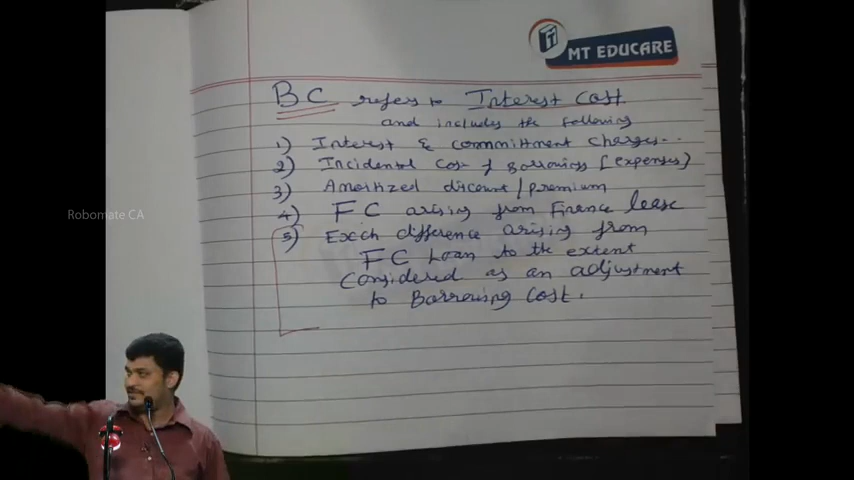 MT EDUCARE
BC refers to Interest Cost
and includes the following
1) Interest & commitment charges..
2) Incidental Cost of Borrowings [expenses]
3) Amortized discount/premium
4) FC arising from Finance lease
5) Exch difference arising from
FC Loan to the extent
Considered as an adjustment
to Borrowing Cost.
Robomate CA